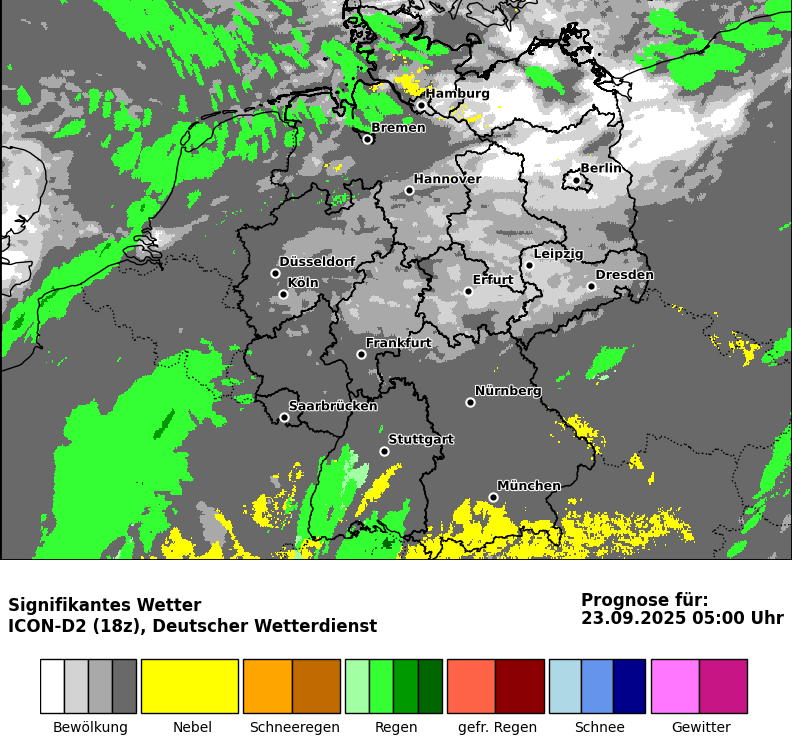 Hamburg
Bremen
Berlin
Hannover
Leipzig
Düsseldorf
Dresden
Erfurt
Köln
Frankfurt
Nürnberg
Saarbrücken
Stuttgart
München
Signifikantes Wetter
ICON-D2 (18z), Deutscher Wetterdienst
Prognose für:
23.09.2025 05:00 Uhr
Bewölkung Nebel Schneeregen Regen gefr. Regen Schnee Gewitter